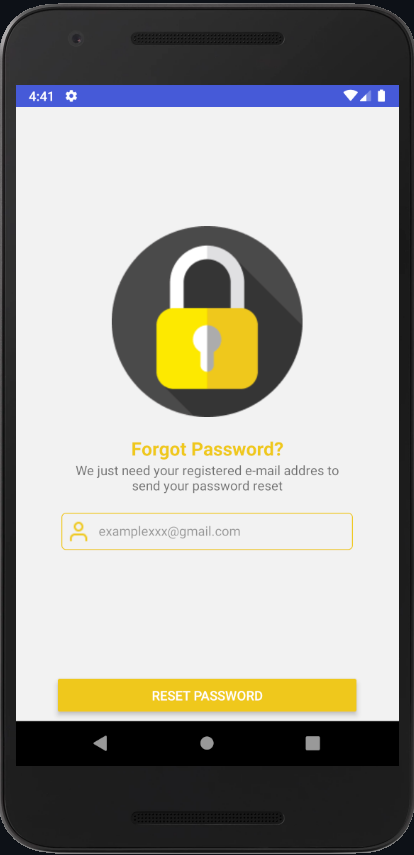 4:41
Forgot Password?
We just need your registered e-mail addres to
send your password reset
examplexxx@gmail.com
RESET PASSWORD